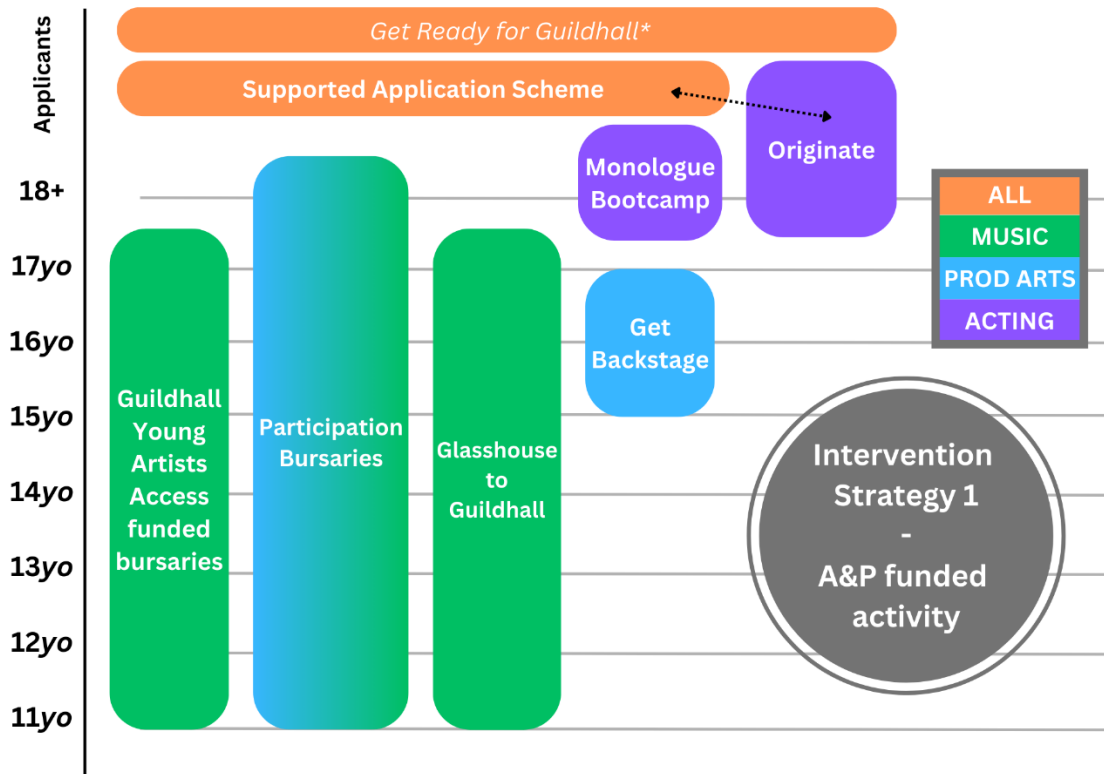 Applicants
18+
17yo
16yo
15yo
14yo
13yo
12yo
11yo
Get Ready for Guildhall*
Supported Application Scheme
Guildhall
Young
Artists
Access
funded
bursaries
Participation
Bursaries
Glasshouse
to
Guildhall
Monologue
Bootcamp
Get
Backstage
Originate
ALL
MUSIC
PROD ARTS
ACTING
Intervention
Strategy 1
-
A&P funded
activity